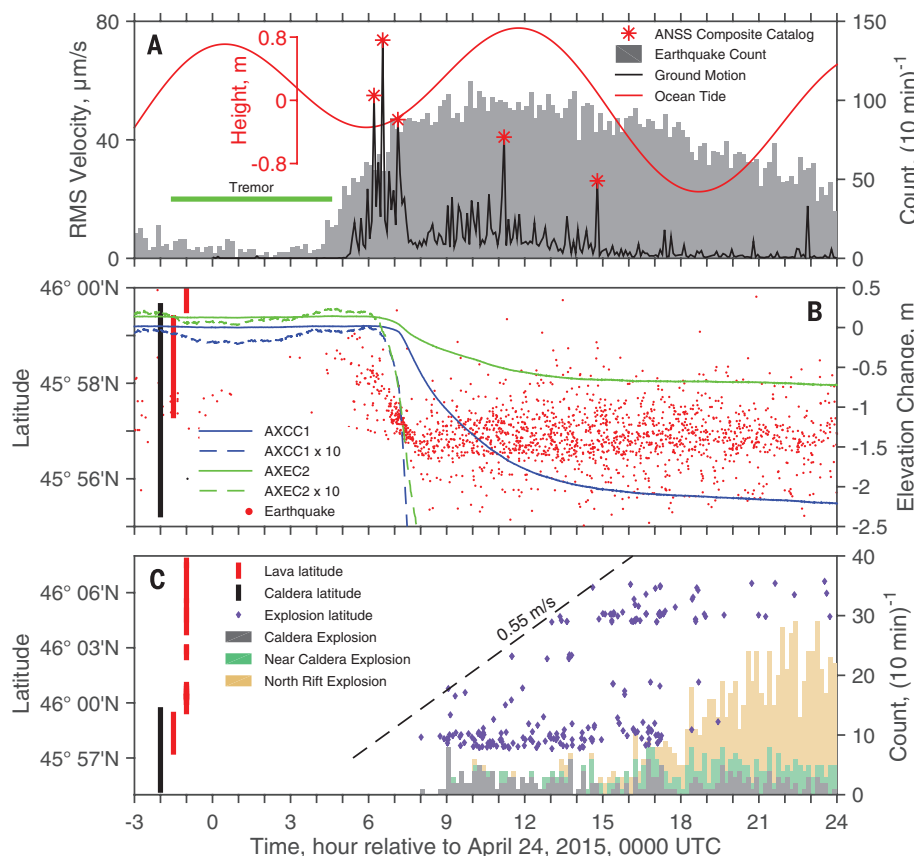 A
RMS Velocity, µm/s
80
40
0
Height, m
0.8
0
-0.8
Tremor
ANSS Composite Catalog
Earthquake Count
Ground Motion
Ocean Tide
150
100
50
0
Count, (10 min)⁻¹
B
Latitude
46° 00'N
45° 58'N
45° 56'N
AXCC1
AXCC1 x 10
AXEC2
AXEC2 x 10
Earthquake
0.5
0
-0.5
-1
-1.5
-2
-2.5
Elevation Change, m
C
Latitude
46° 06'N
46° 03'N
46° 00'N
45° 57'N
Lava latitude
Caldera latitude
Explosion latitude
Caldera Explosion
Near Caldera Explosion
North Rift Explosion
0.55 m/s
40
30
20
10
0
Count, (10 min)⁻¹
-3 0 3 6 9 12 15 18 21 24
Time, hour relative to April 24, 2015, 0000 UTC